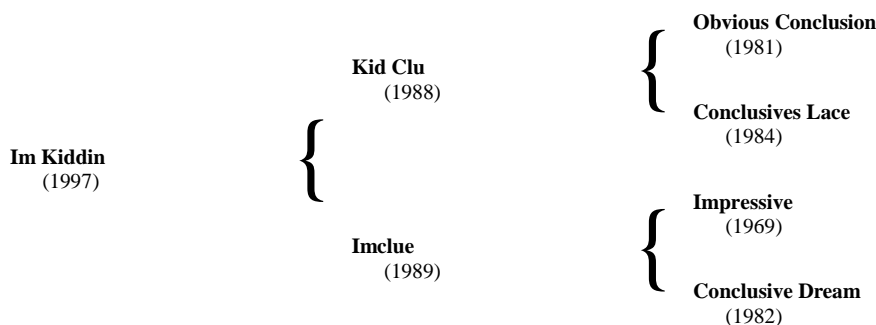 Obvious Conclusion
(1981)
Kid Clu
(1988)
Conclusives Lace
(1984)
Im Kiddin
(1997)
Impressive
(1969)
Imclue
(1989)
Conclusive Dream
(1982)